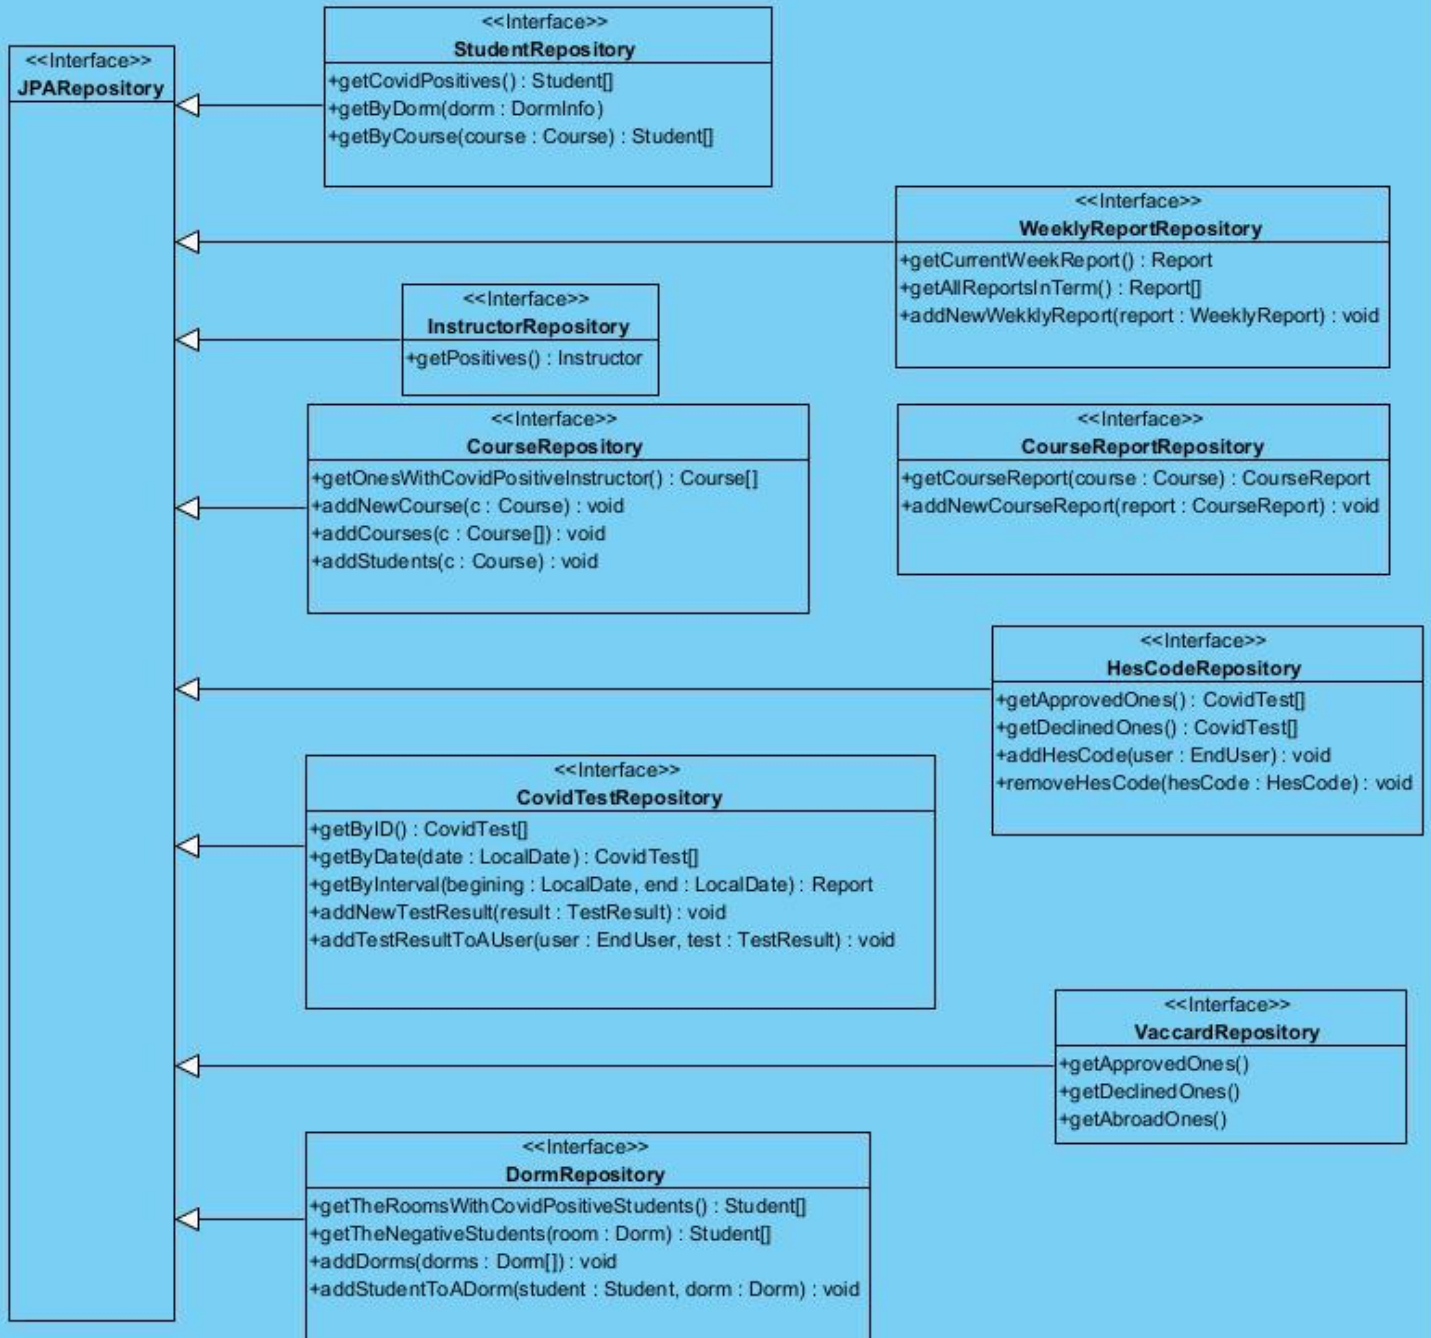 <<Interface>>
JPARepository
<<Interface>>
StudentRepository
+getCovidPositives() : Student[]
+getByDorm(dorm : DormInfo)
+getByCourse(course : Course) : Student[]
<<Interface>>
WeeklyReportRepository
+getCurrentWeekReport() : Report
+getAllReportsInTerm() : Report[]
+addNewWekklyReport(report : WeeklyReport) : void
<<Interface>>
InstructorRepository
+getPositives() : Instructor
<<Interface>>
CourseRepository
+getOnesWithCovidPositiveInstructor() : Course[]
+addNewCourse(c : Course) : void
+addCourses(c : Course[]) : void
+addStudents(c : Course) : void
<<Interface>>
CourseReportRepository
+getCourseReport(course : Course) : CourseReport
+addNewCourseReport(report : CourseReport) : void
<<Interface>>
HesCodeRepository
+getApprovedOnes() : CovidTest[]
+getDeclinedOnes() : CovidTest[]
+addHesCode(user : EndUser) : void
+removeHesCode(hesCode : HesCode) : void
<<Interface>>
CovidTestRepository
+getByID() : CovidTest[]
+getByDate(date : LocalDate) : CovidTest[]
+getByInterval(begining : LocalDate, end : LocalDate) : Report
+addNewTestResult(result : TestResult) : void
+addTestResultToAUser(user : EndUser, test : TestResult) : void
<<Interface>>
VaccardRepository
+getApprovedOnes()
+getDeclinedOnes()
+getAbroadOnes()
<<Interface>>
DormRepository
+getTheRoomsWithCovidPositiveStudents() : Student[]
+getTheNegativeStudents(room : Dorm) : Student[]
+addDorms(dorms : Dorm[]) : void
+addStudentToADorm(student : Student, dorm : Dorm) : void